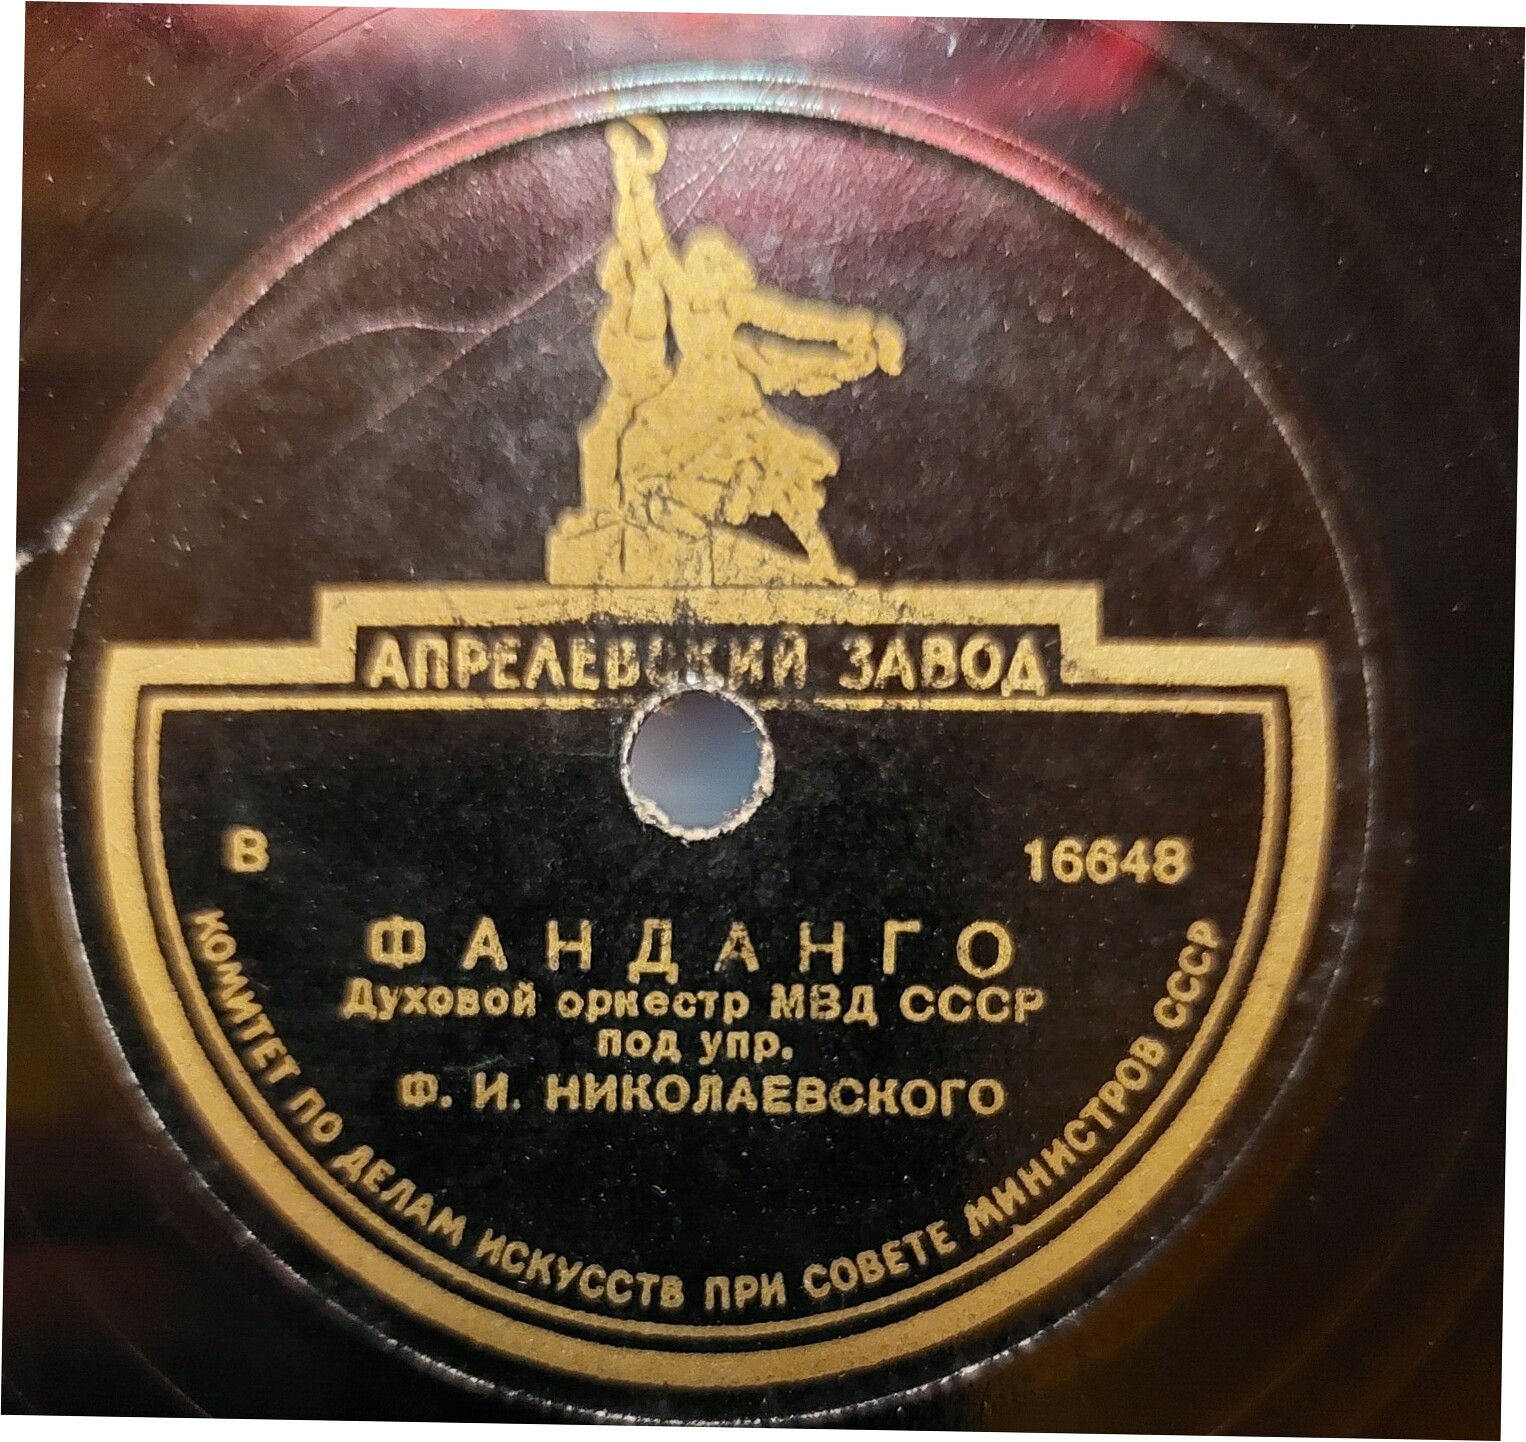 АПРЕЛЕВСКИЙ ЗАВОД
В 16648
ФАНДАНГО
Духовой оркестр МВД СССР
под упр.
Ф. И. НИКОЛАЕВСКОГО
КОМИТЕТ ПО ДЕЛАМ ИСКУССТВ ПРИ СОВЕТЕ МИНИСТРОВ СССР